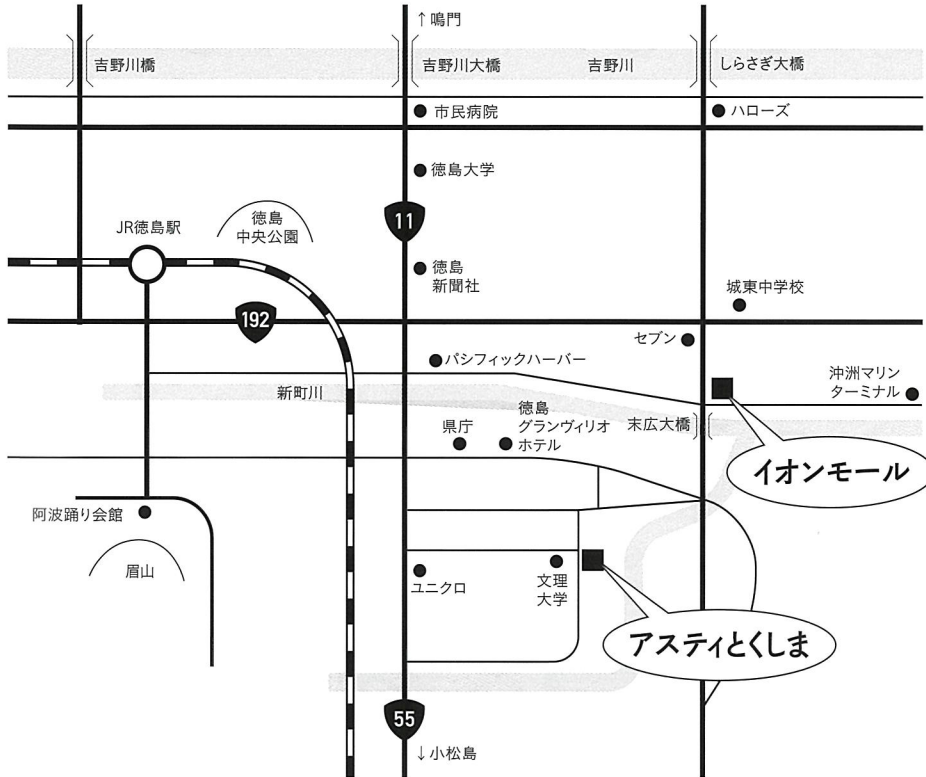 ↑鳴門
吉野川橋
吉野川大橋
吉野川
しらさぎ大橋
市民病院
ハローズ
徳島大学
11
JR徳島駅
徳島
中央公園
徳島
新聞社
城東中学校
192
セブン
パシフィックハーバー
新町川
沖洲マリン
ターミナル
県庁
徳島
グランヴィリオ
ホテル
末広大橋
イオンモール
阿波踊り会館
眉山
ユニクロ
文理
大学
アスティとくしま
55
↓小松島